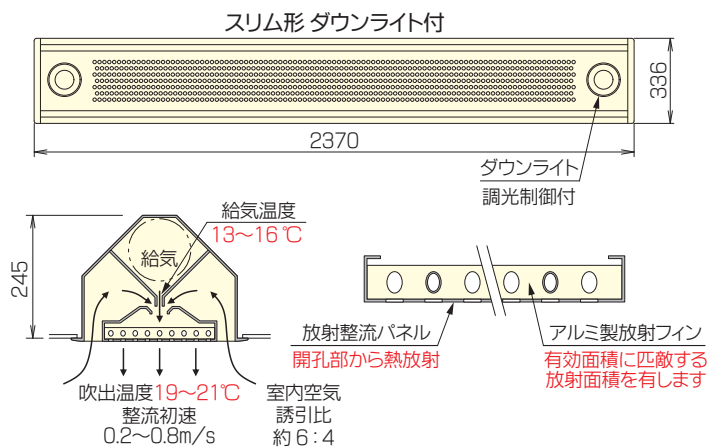 スリム形 ダウンライト付
336
2370
ダウンライト
調光制御付
給気温度
13〜16℃
給気
245
吹出温度19〜21℃
整流初速
0.2〜0.8m/s
室内空気
誘引比
約6:4
放射整流パネル
開孔部から熱放射
アルミ製放射フィン
有効面積に匹敵する
放射面積を有します